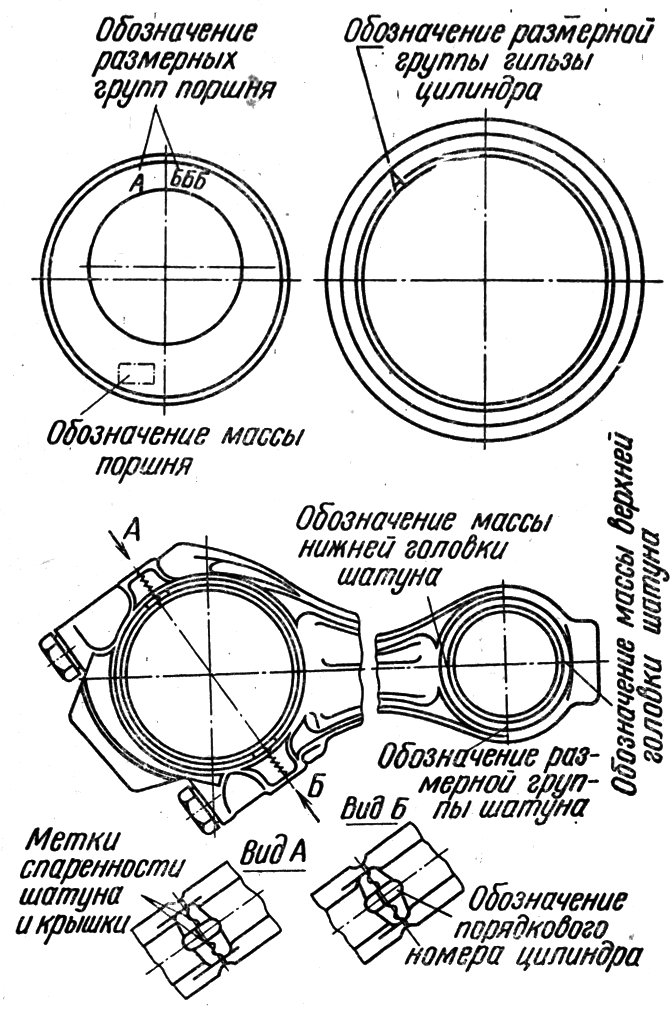 Обозначение
размерных
групп поршня
Обозначение размерной
группы гильзы
цилиндра
А
БББ
А
Обозначение массы
поршня
А
Обозначение массы
нижней головки
шатуна
Обозначение массы верхней
головки шатуна
Обозначение раз-
мерной груп-
пы шатуна
Б
Метки
спаренности
шатуна
и крышки
Вид А
Вид Б
Обозначение
порядкового
номера цилиндра